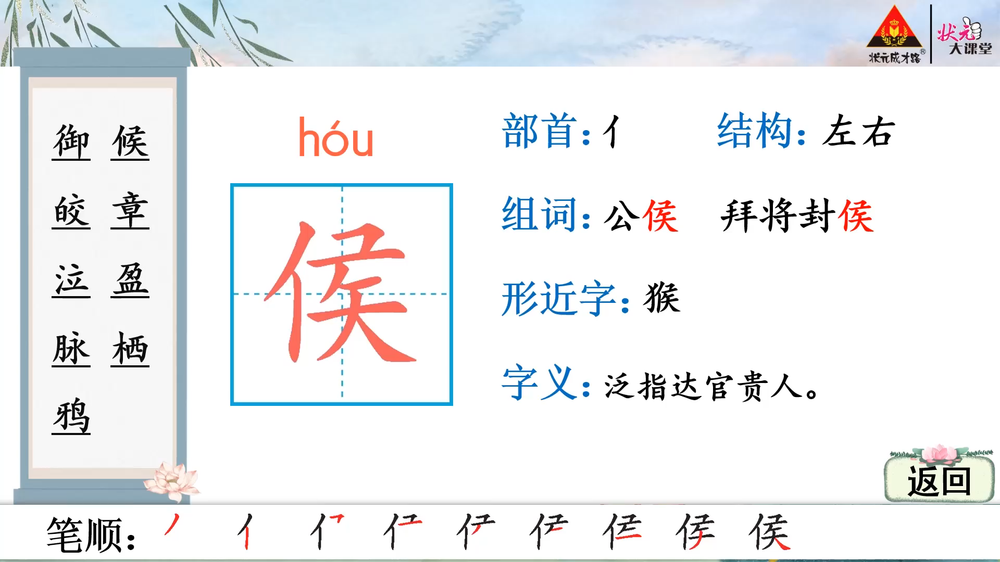 状元成才路®
状元大课堂
御 候
皎 章
泣 盈
脉 栖
鸦
hóu
侯
部首：亻 结构：左右
组词：公侯 拜将封侯
形近字：猴
字义：泛指达官贵人。
返回
笔顺：